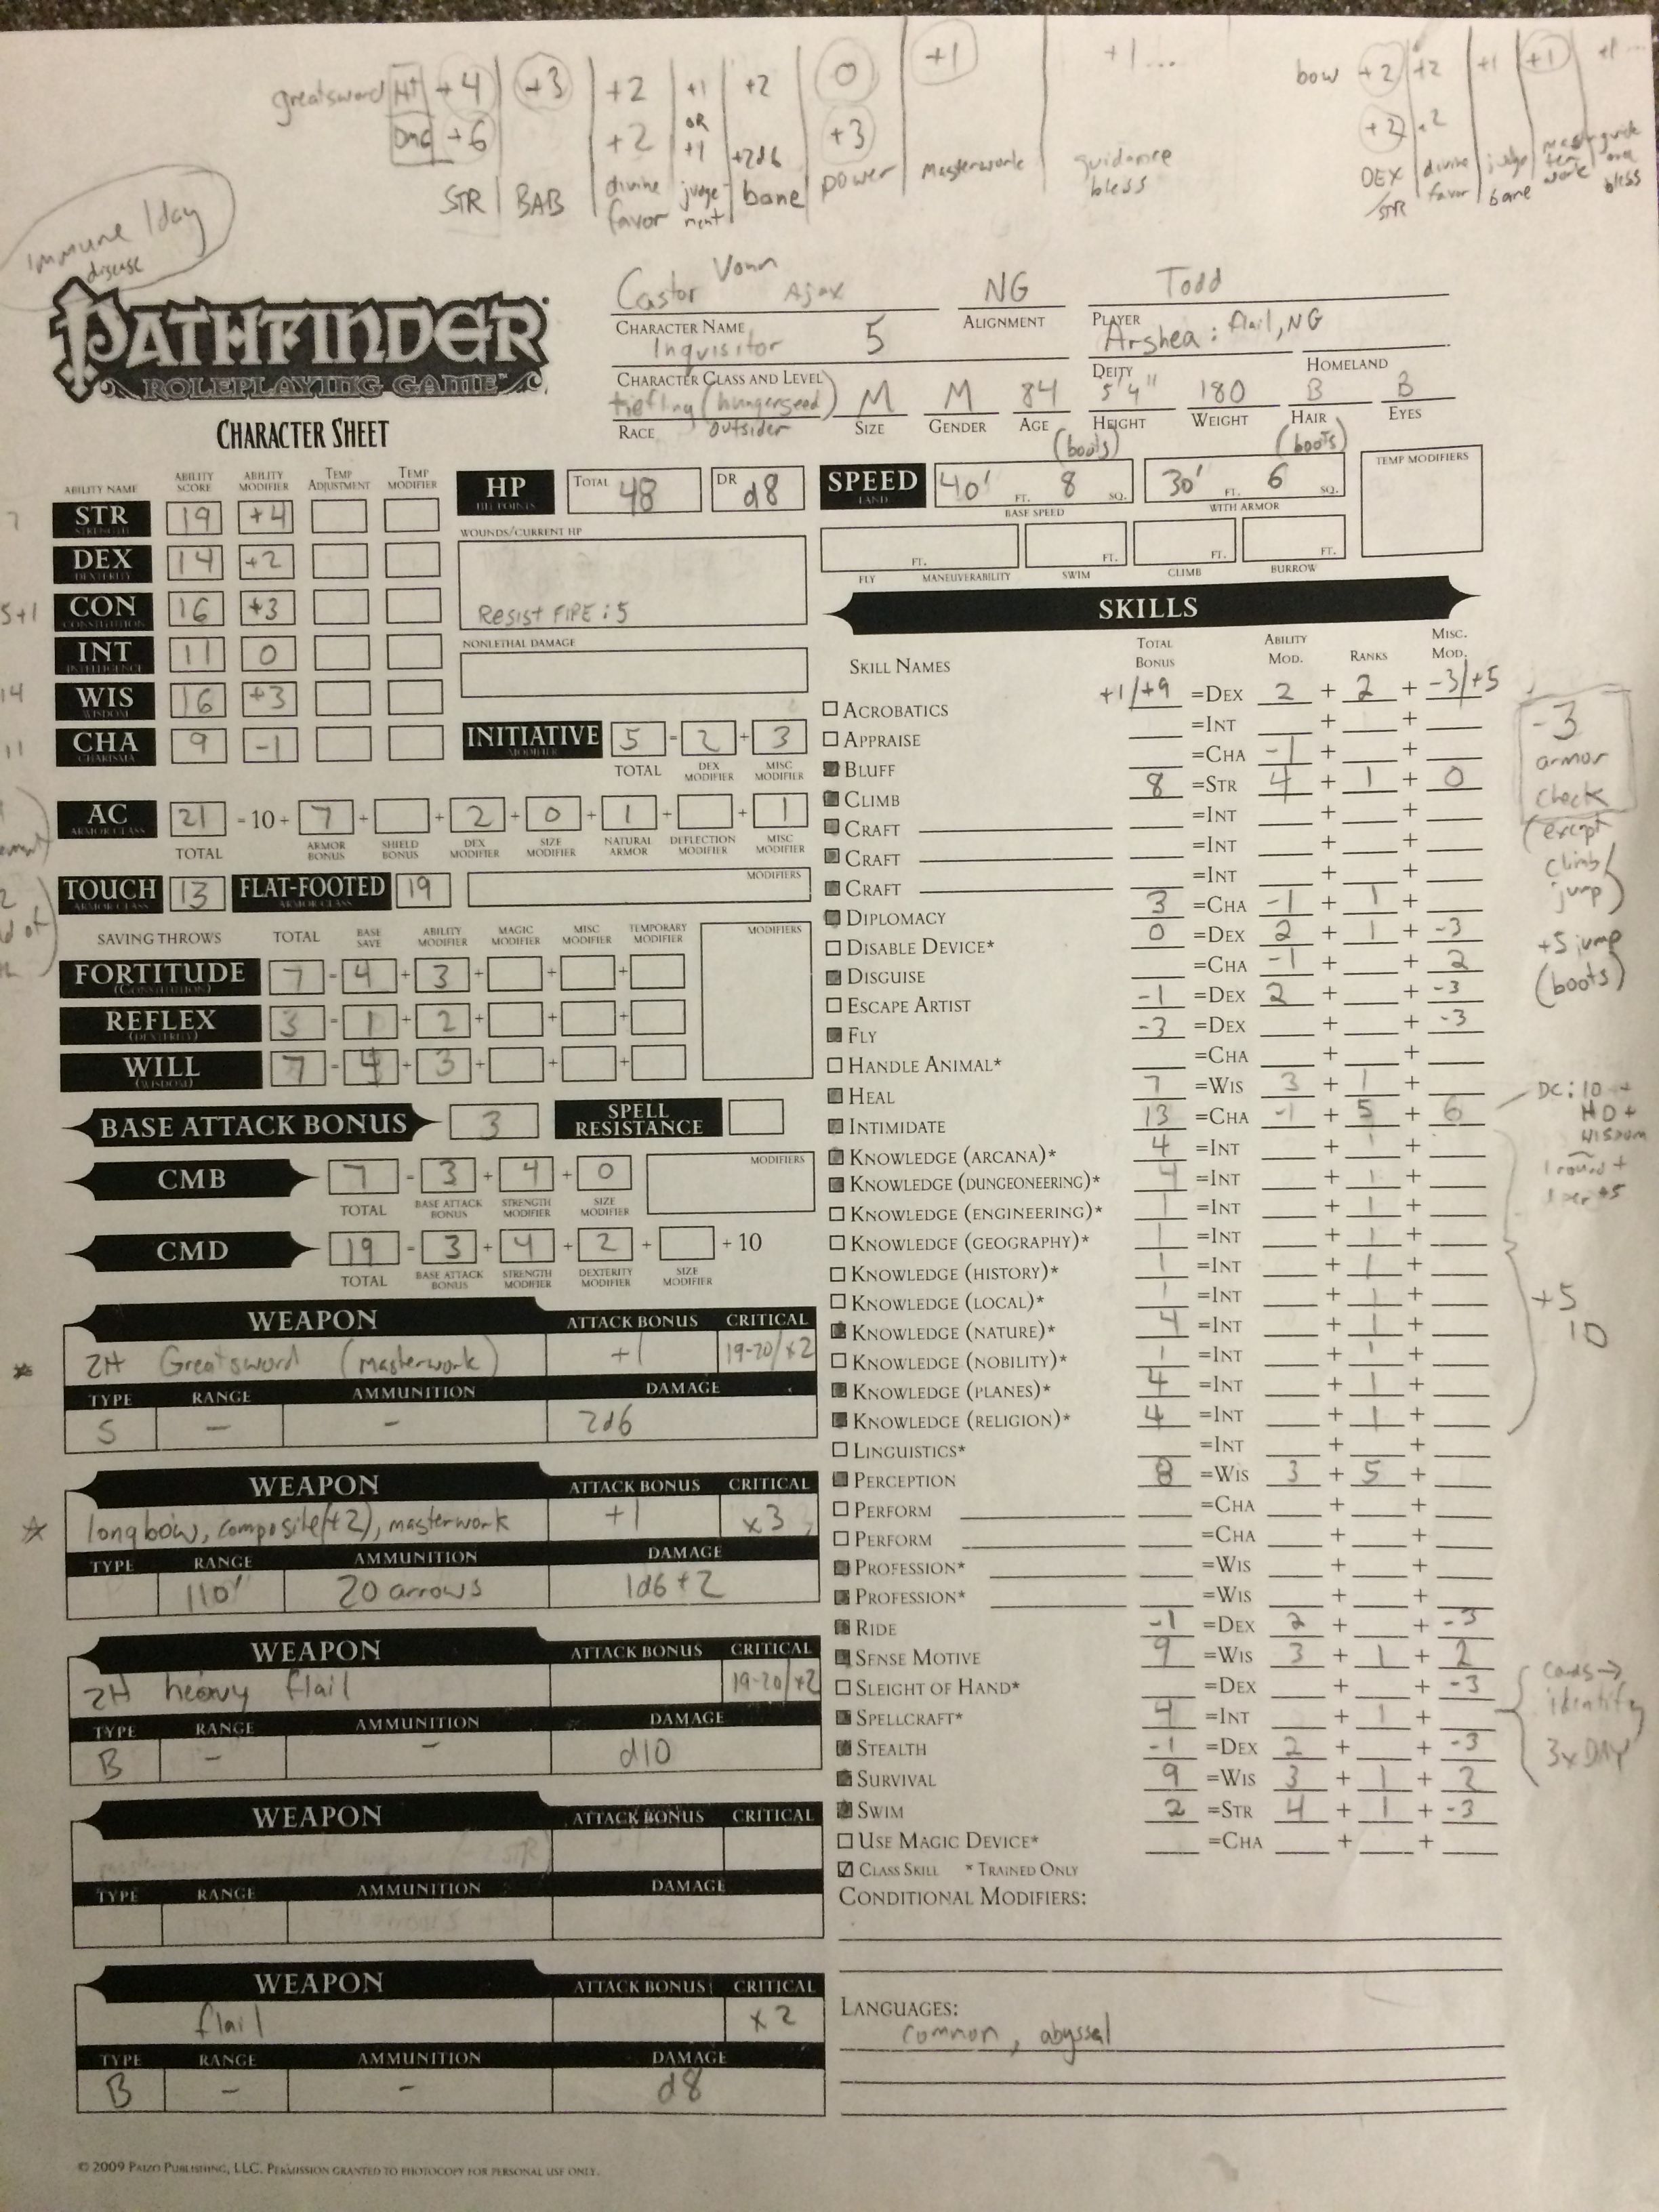 greatsword Hit +4 +3 +2 +1 +2 0 +1 +1... bow +2 +2 +1 +1 +1...
Dmg +6 +2 OR +1 +2d6 +3 masterwork guidance bless +2 +2
STR BAB divine favor judgement bane power DEX/STR divine favor judge bane masterwork guidance bless
immune 1day
disease
PATHFINDER
ROLEPLAYING GAME
CHARACTER SHEET
Castor Vonn Ajax NG Todd
CHARACTER NAME ALIGNMENT PLAYER
Inquisitor 5 Arshea: flail, NG
CHARACTER CLASS AND LEVEL DEITY HOMELAND
tiefling (hungerseed) M M 84 5'4" 180 B B
outsider
RACE SIZE GENDER AGE HEIGHT WEIGHT HAIR EYES
ABILITY NAME ABILITY SCORE ABILITY MODIFIER TEMP ADJUSTMENT TEMP MODIFIER
7 STR STRENGTH 19 +4
DEX DEXTERITY 14 +2
5+1 CON CONSTITUTION 16 +3
INT INTELLIGENCE 11 0
14 WIS WISDOM 16 +3
11 CHA CHARISMA 9 -1
HP HIT POINTS TOTAL 48 DR d8
WOUNDS/CURRENT HP
Resist FIRE: 5
NONLETHAL DAMAGE
INITIATIVE MODIFIER 5 = 2 + 3
TOTAL DEX MODIFIER MISC MODIFIER
(boots) (boots)
SPEED LAND 40' FT. 8 SQ. 30' FT. 6 SQ. TEMP MODIFIERS
BASE SPEED WITH ARMOR
FT. FT. FT. FT.
FLY MANEUVERABILITY SWIM CLIMB BURROW
AC ARMOR CLASS 21 = 10 + 7 + + 2 + 0 + 1 + + 1
TOTAL ARMOR BONUS SHIELD BONUS DEX MODIFIER SIZE MODIFIER NATURAL ARMOR DEFLECTION MODIFIER MISC MODIFIER
TOUCH ARMOR CLASS 13 FLAT-FOOTED ARMOR CLASS 19 MODIFIERS
SAVING THROWS TOTAL BASE SAVE ABILITY MODIFIER MAGIC MODIFIER MISC MODIFIER TEMPORARY MODIFIER MODIFIERS
FORTITUDE (CONSTITUTION) 7 = 4 + 3 + + +
REFLEX (DEXTERITY) 3 = 1 + 2 + + +
WILL (WISDOM) 7 = 4 + 3 + + +
BASE ATTACK BONUS 3 SPELL RESISTANCE
CMB 7 = 3 + 4 + 0 MODIFIERS
TOTAL BASE ATTACK BONUS STRENGTH MODIFIER SIZE MODIFIER
CMD 19 = 3 + 4 + 2 + + 10
TOTAL BASE ATTACK BONUS STRENGTH MODIFIER DEXTERITY MODIFIER SIZE MODIFIER
WEAPON ATTACK BONUS CRITICAL
2H Greatsword (masterwork) +1 19-20/x2
TYPE RANGE AMMUNITION DAMAGE
S - - 2d6
WEAPON ATTACK BONUS CRITICAL
longbow, composite(+2), masterwork +1 x3
TYPE RANGE AMMUNITION DAMAGE
110' 20 arrows 1d6+2
WEAPON ATTACK BONUS CRITICAL
2H heavy flail 19-20/x2
TYPE RANGE AMMUNITION DAMAGE
B - - d10
WEAPON ATTACK BONUS CRITICAL
TYPE RANGE AMMUNITION DAMAGE
WEAPON ATTACK BONUS CRITICAL
flail x2
TYPE RANGE AMMUNITION DAMAGE
B - - d8
SKILLS
SKILL NAMES TOTAL BONUS ABILITY MOD. RANKS MISC. MOD.
ACROBATICS +1/+9 =DEX 2 + 2 + -3/+5
APPRAISE =INT + +
BLUFF =CHA -1 + +
CLIMB 8 =STR 4 + 1 + 0
CRAFT =INT + +
CRAFT =INT + +
CRAFT =INT + +
DIPLOMACY 3 =CHA -1 + 1 +
DISABLE DEVICE* 0 =DEX 2 + 1 + -3
DISGUISE =CHA -1 + + 2
ESCAPE ARTIST -1 =DEX 2 + + -3
FLY -3 =DEX + + -3
HANDLE ANIMAL* =CHA + +
HEAL 7 =WIS 3 + 1 +
INTIMIDATE 13 =CHA -1 + 5 + 6
KNOWLEDGE (ARCANA)* 4 =INT + 1 +
KNOWLEDGE (DUNGEONEERING)* 4 =INT + 1 +
KNOWLEDGE (ENGINEERING)* 1 =INT + 1 +
KNOWLEDGE (GEOGRAPHY)* 1 =INT + 1 +
KNOWLEDGE (HISTORY)* 1 =INT + 1 +
KNOWLEDGE (LOCAL)* 1 =INT + 1 +
KNOWLEDGE (NATURE)* 4 =INT + 1 +
KNOWLEDGE (NOBILITY)* 1 =INT + 1 +
KNOWLEDGE (PLANES)* 4 =INT + 1 +
KNOWLEDGE (RELIGION)* 4 =INT + 1 +
LINGUISTICS* =INT + +
PERCEPTION 8 =WIS 3 + 5 +
PERFORM =CHA + +
PERFORM =CHA + +
PROFESSION* =WIS + +
PROFESSION* =WIS + +
RIDE -1 =DEX 2 + + -3
SENSE MOTIVE 9 =WIS 3 + 1 + 2
SLEIGHT OF HAND* =DEX + + -3
SPELLCRAFT* 4 =INT + 1 +
STEALTH -1 =DEX 2 + + -3
SURVIVAL 9 =WIS 3 + 1 + 2
SWIM 2 =STR 4 + 1 + -3
USE MAGIC DEVICE* =CHA + +
CLASS SKILL * TRAINED ONLY
CONDITIONAL MODIFIERS:
LANGUAGES:
common, abyssal
-3
armor
check
(except
climb/
jump)
+5 jump
(boots)
DC: 10 +
HD +
Wisdom
1 round +
1 per +5
+5
10
cards →
identify
3x DAY
© 2009 PAIZO PUBLISHING, LLC. PERMISSION GRANTED TO PHOTOCOPY FOR PERSONAL USE ONLY.